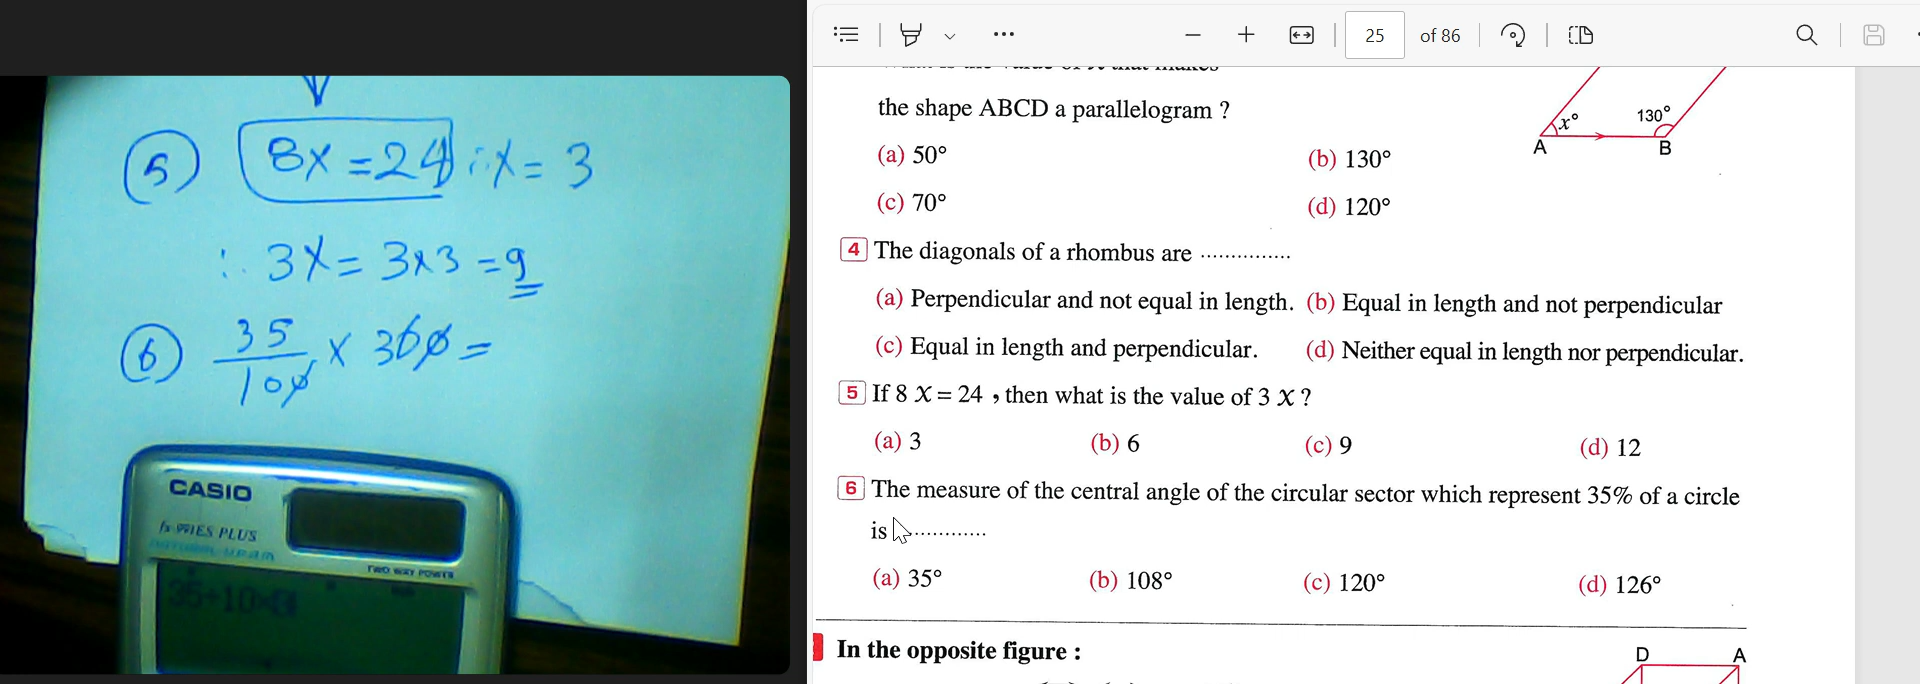 5 8x = 24 ∴ x = 3
∴ 3x = 3x3 = 9
6 35/100 x 360 =
CASIO
TWO WAY POWER
25 of 86
the shape ABCD a parallelogram ?
(a) 50° (b) 130°
(c) 70° (d) 120°
x° 130°
A B
4 The diagonals of a rhombus are ...............
(a) Perpendicular and not equal in length. (b) Equal in length and not perpendicular
(c) Equal in length and perpendicular. (d) Neither equal in length nor perpendicular.
5 If 8 X = 24 , then what is the value of 3 X ?
(a) 3 (b) 6 (c) 9 (d) 12
6 The measure of the central angle of the circular sector which represent 35% of a circle
is ............
(a) 35° (b) 108° (c) 120° (d) 126°
In the opposite figure :
D A